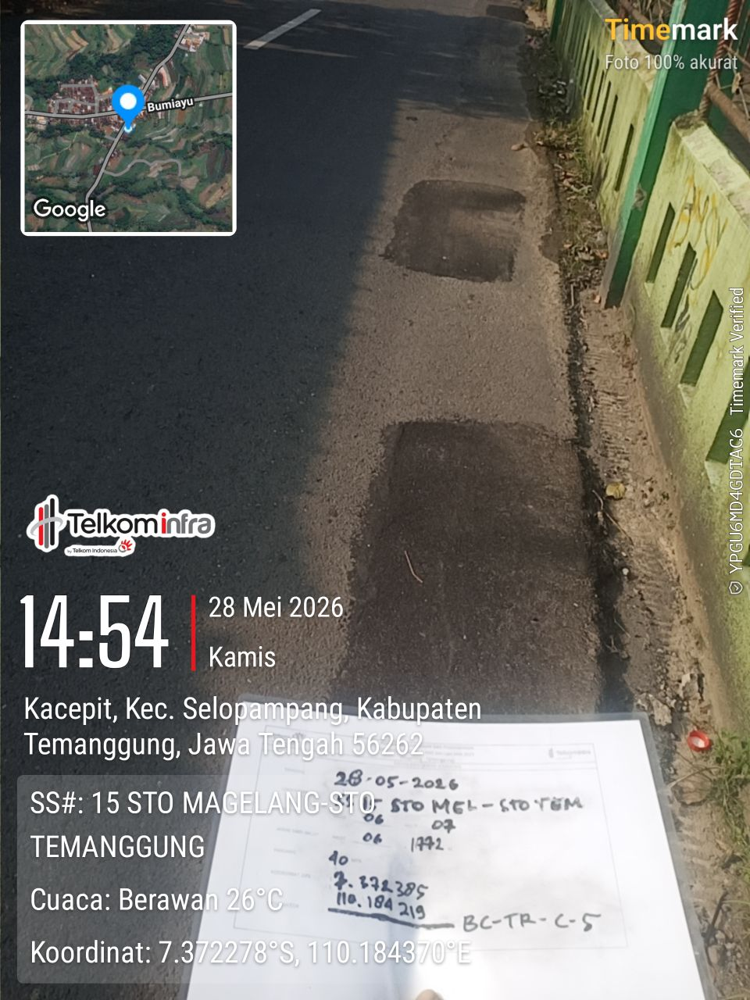 Timemark
Foto 100% akurat
Bumiayu
Google
YPGU6MD4GDTAC6 Timemark Verified
Telkominfra
by Telkom Indonesia
14:54
28 Mei 2026
Kamis
Kacepit, Kec. Selopampang, Kabupaten
Temanggung, Jawa Tengah 56262
SS#: 15 STO MAGELANG-STO
TEMANGGUNG
Cuaca: Berawan 26°C
Koordinat: 7.372278°S, 110.184370°E
Telkominfra
28-05-2026
STO MGL-STO TEM
06 07
06 1772
40
7.372385
110.184219
BC-TR-C-5